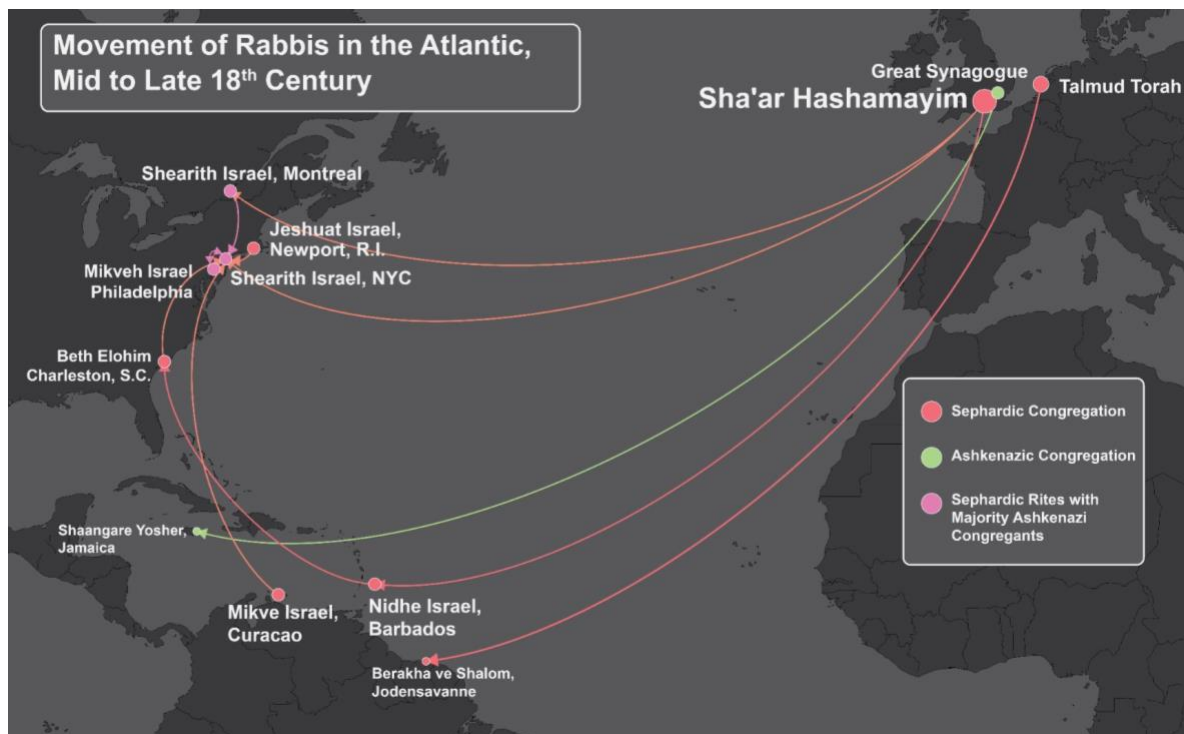 Movement of Rabbis in the Atlantic,
Mid to Late 18th Century
Great Synagogue
Sha'ar Hashamayim
Talmud Torah
Shearith Israel, Montreal
Jeshuat Israel,
Newport, R.I.
Mikveh Israel
Philadelphia
Shearith Israel, NYC
Beth Elohim
Charleston, S.C.
Shaangare Yosher,
Jamaica
Mikve Israel,
Curacao
Nidhe Israel,
Barbados
Berakha ve Shalom,
Jodensavanne
Sephardic Congregation
Ashkenazic Congregation
Sephardic Rites with
Majority Ashkenazi
Congregants